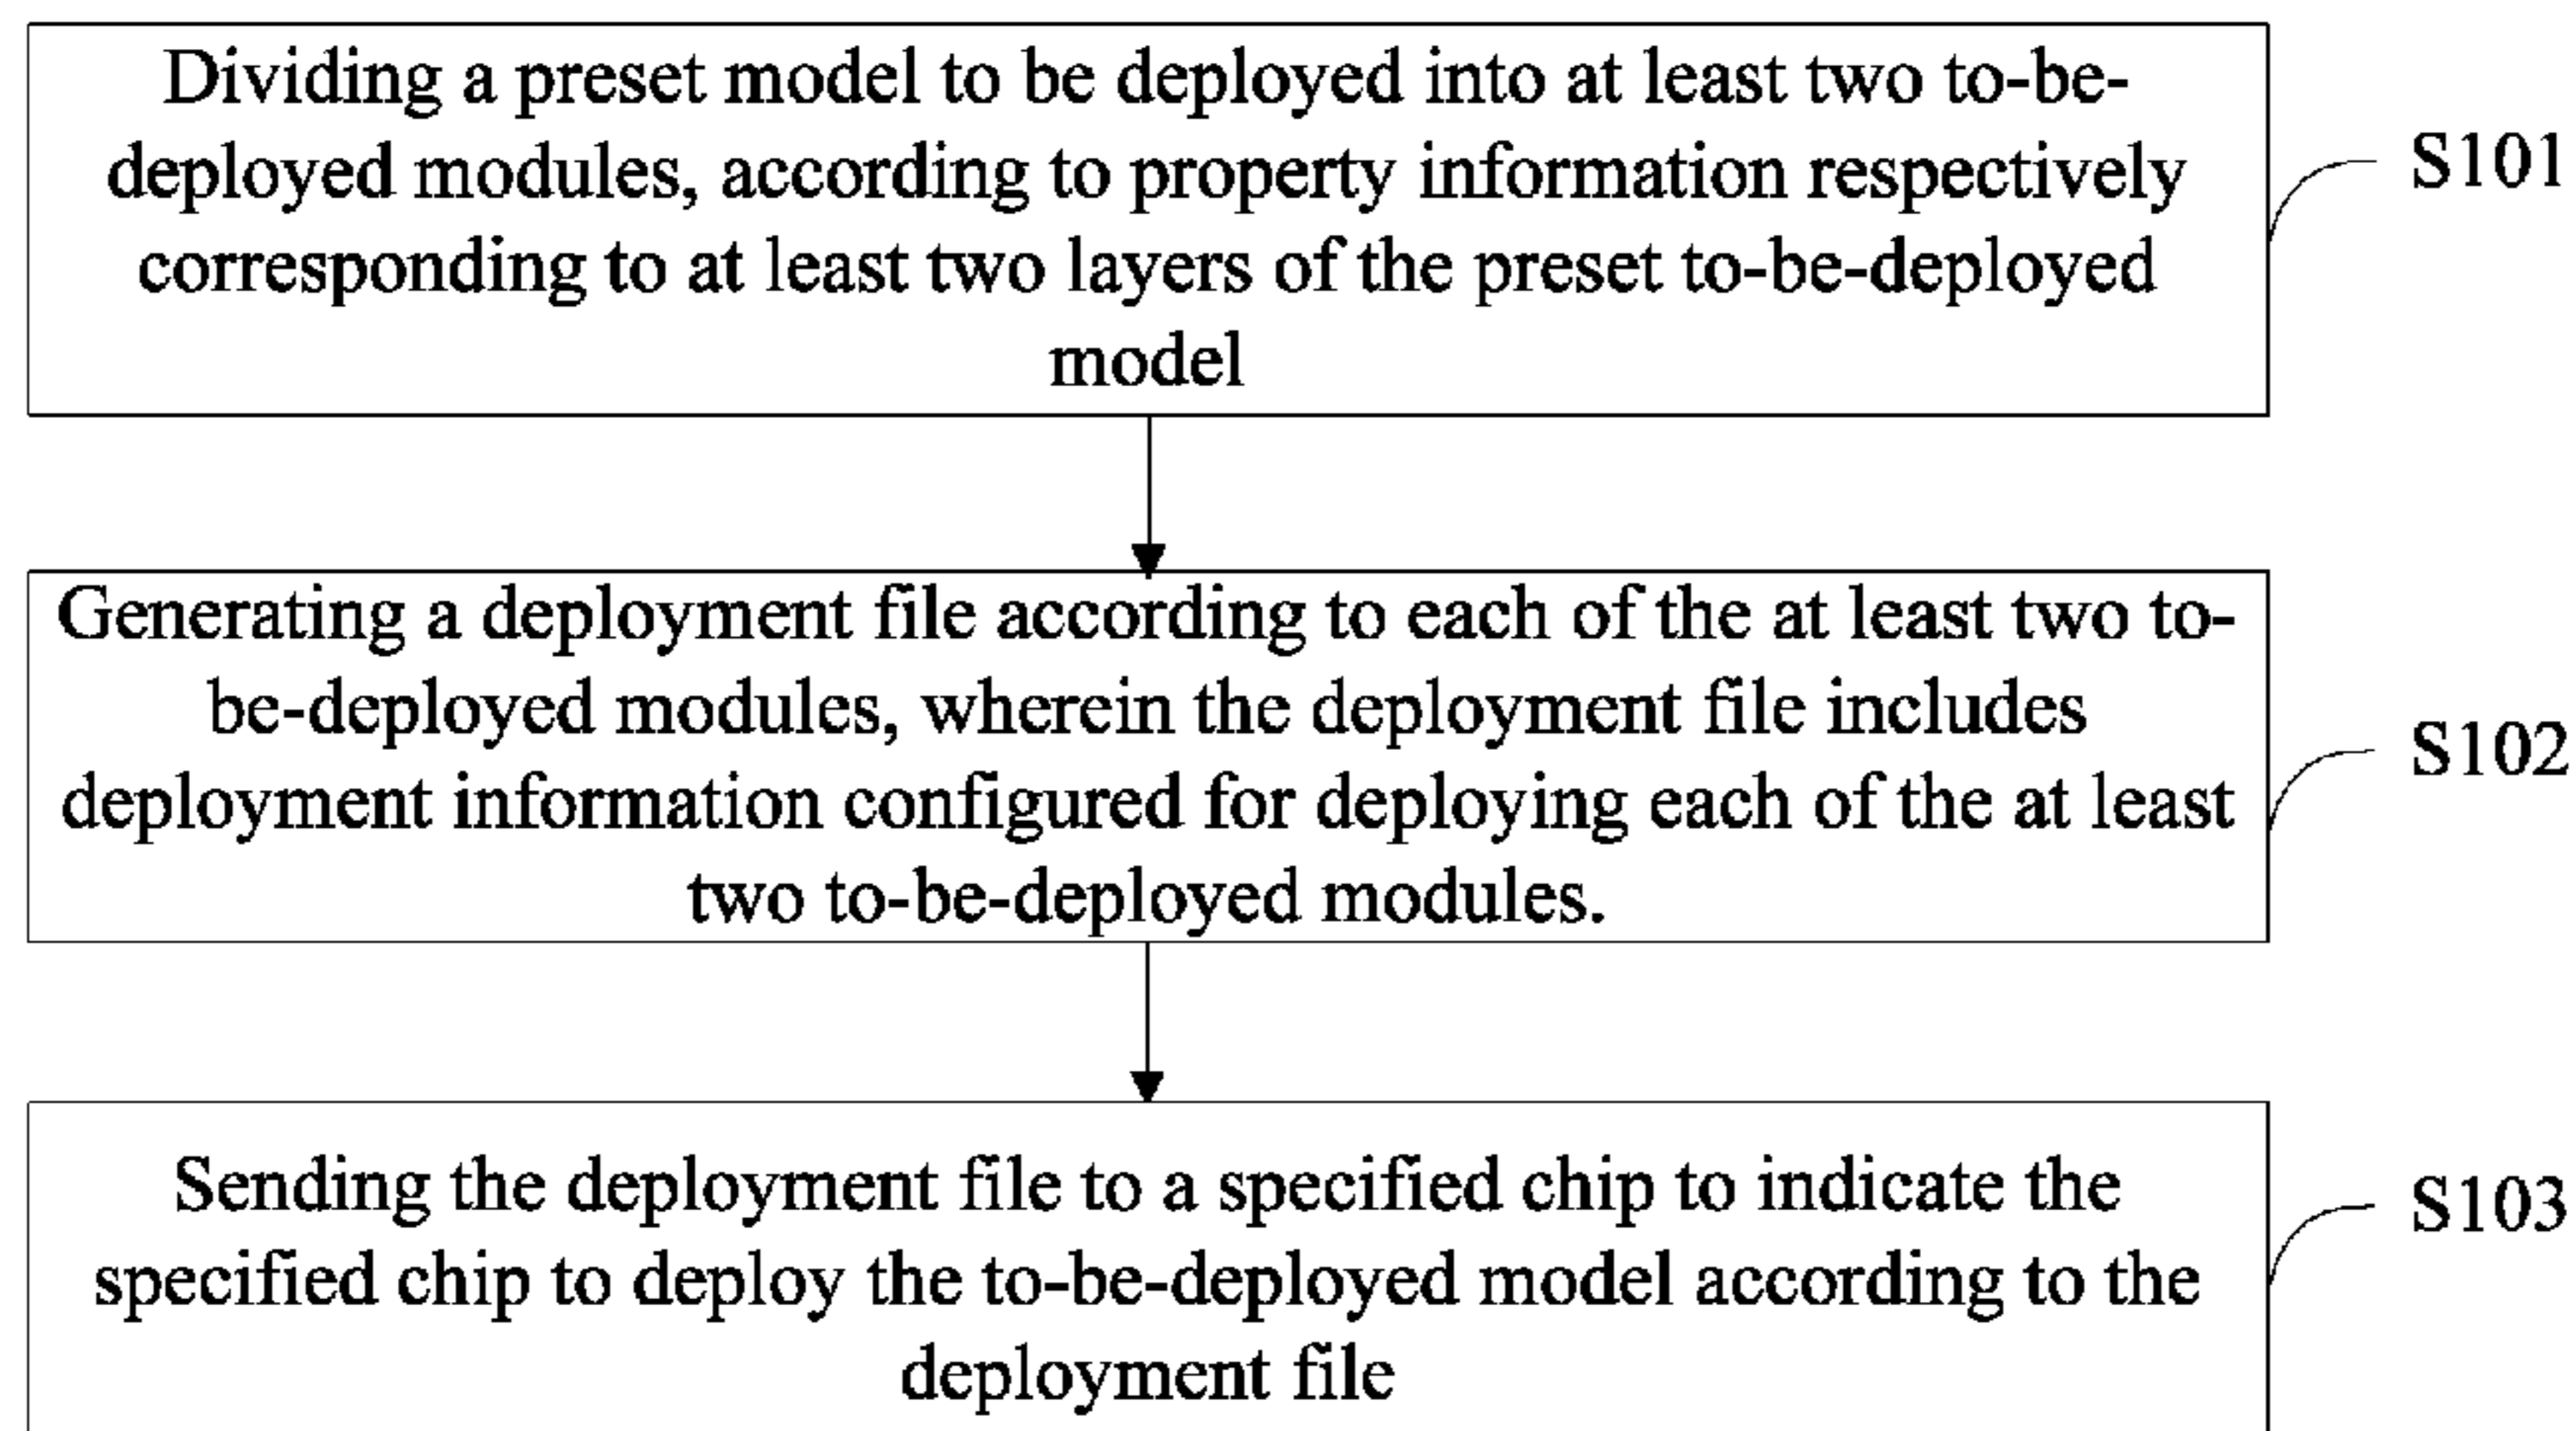 Dividing a preset model to be deployed into at least two to-be-
deployed modules, according to property information respectively
corresponding to at least two layers of the preset to-be-deployed
model
S101
Generating a deployment file according to each of the at least two to-
be-deployed modules, wherein the deployment file includes
deployment information configured for deploying each of the at least
two to-be-deployed modules.
S102
Sending the deployment file to a specified chip to indicate the
specified chip to deploy the to-be-deployed model according to the
deployment file
S103